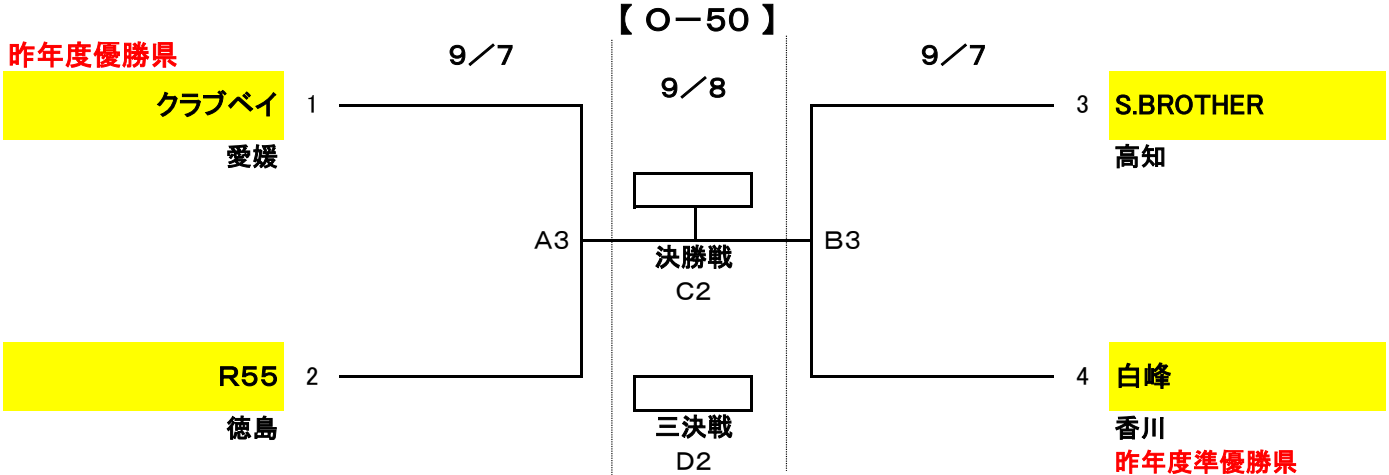 【 O－50 】
昨年度優勝県
9／7
9／7
9／8
クラブベイ
1
3
S.BROTHER
愛媛
高知
A3
B3
決勝戦
C2
R55
2
4
白峰
徳島
三決戦
香川
D2
昨年度準優勝県